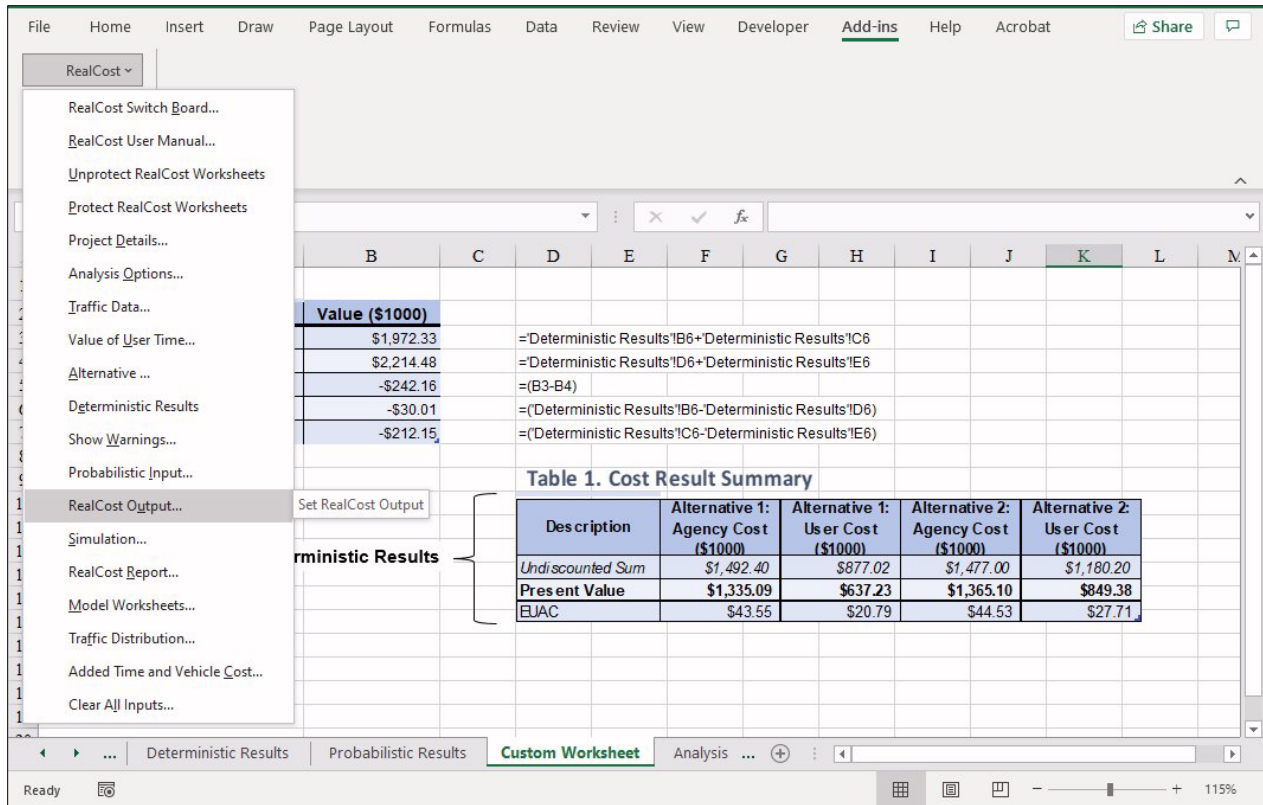 File Home Insert Draw Page Layout Formulas Data Review View Developer Add-ins Help Acrobat Share
RealCost
RealCost Switch Board...
RealCost User Manual...
Unprotect RealCost Worksheets
Protect RealCost Worksheets
Project Details...
Analysis Options...
Traffic Data...
Value of User Time...
Alternative ...
Deterministic Results
Show Warnings...
Probabilistic Input...
RealCost Output...
Set RealCost Output
Simulation...
RealCost Report...
Model Worksheets...
Traffic Distribution...
Added Time and Vehicle Cost...
Clear All Inputs...
fx
B C D E F G H I J K L M
Value ($1000)
$1,972.33 ='Deterministic Results'!B6+'Deterministic Results'!C6
$2,214.48 ='Deterministic Results'!D6+'Deterministic Results'!E6
-$242.16 =(B3-B4)
-$30.01 =('Deterministic Results'!B6-'Deterministic Results'!D6)
-$212.15 =('Deterministic Results'!C6-'Deterministic Results'!E6)
Table 1. Cost Result Summary
rministic Results
Description
Alternative 1:
Agency Cost
($1000)
Alternative 1:
User Cost
($1000)
Alternative 2:
Agency Cost
($1000)
Alternative 2:
User Cost
($1000)
Undiscounted Sum $1,492.40 $877.02 $1,477.00 $1,180.20
Present Value $1,335.09 $637.23 $1,365.10 $849.38
EUAC $43.55 $20.79 $44.53 $27.71
... Deterministic Results Probabilistic Results Custom Worksheet Analysis ...
Ready 115%